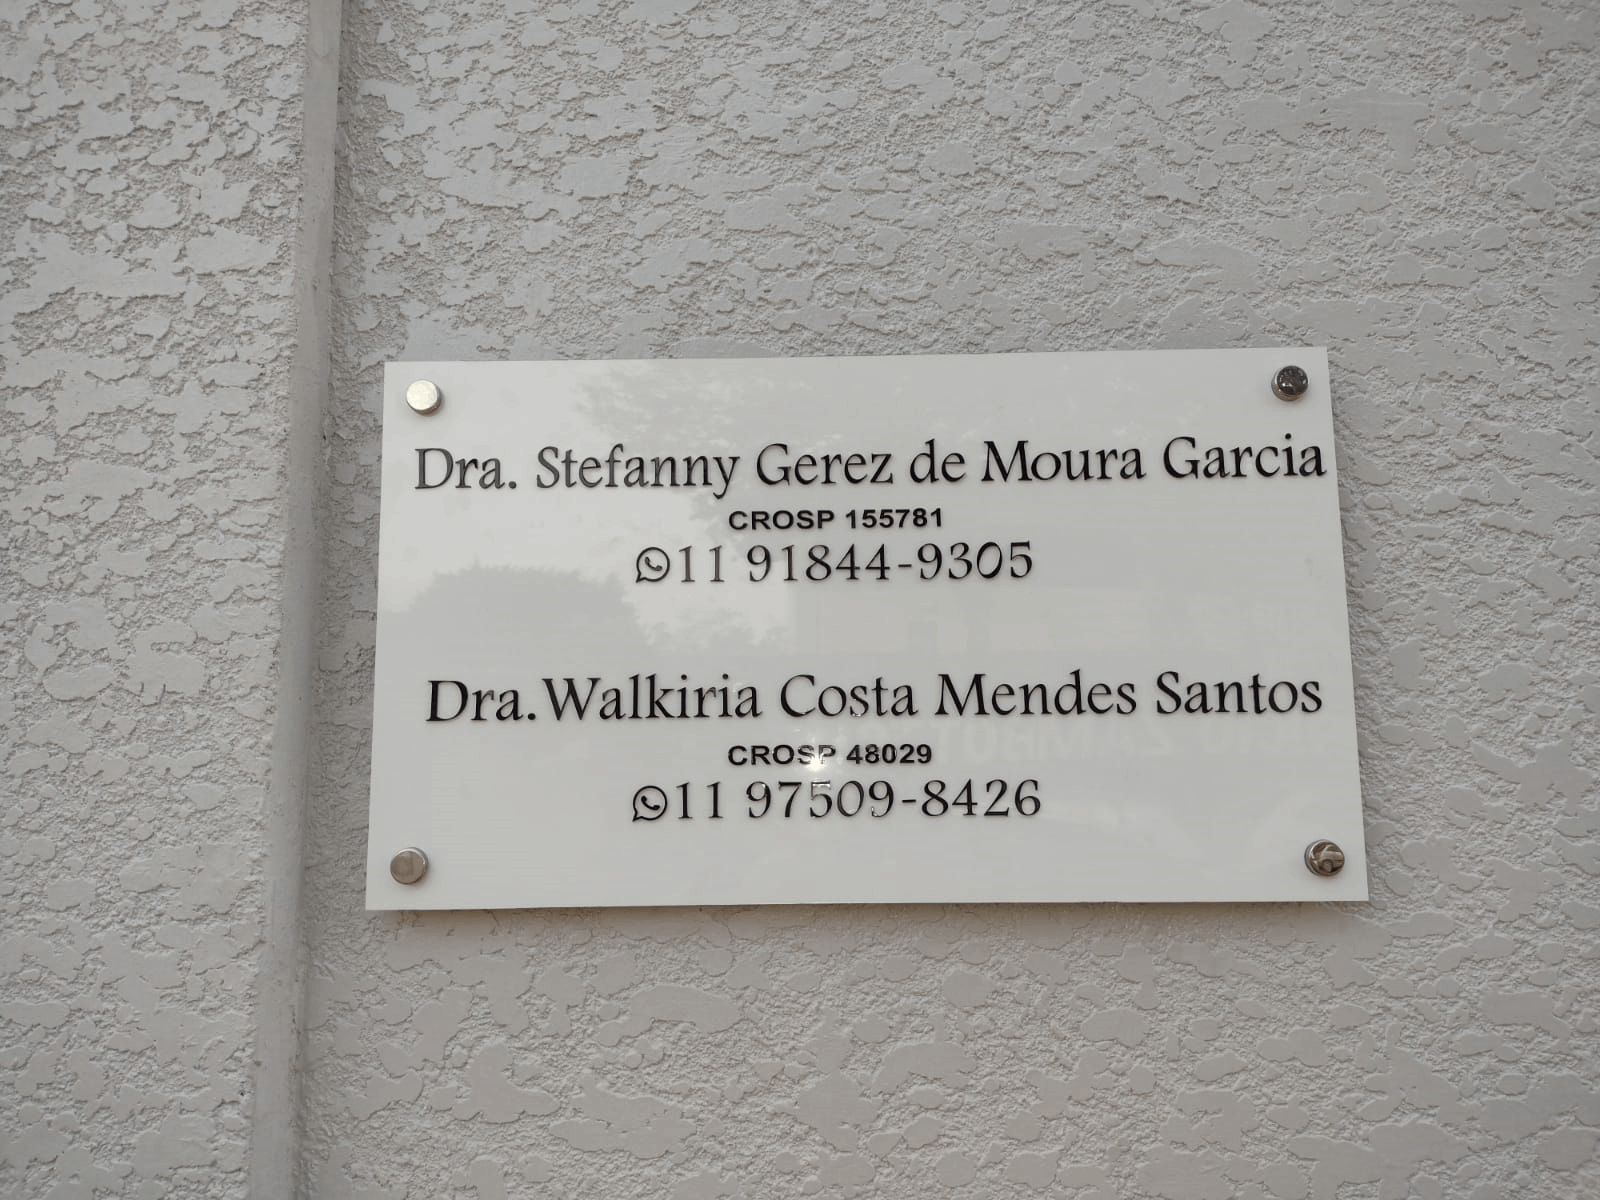 Dra. Stefanny Gerez de Moura Garcia
CROSP 155781
11 91844-9305
Dra. Walkiria Costa Mendes Santos
CROSP 48029
11 97509-8426